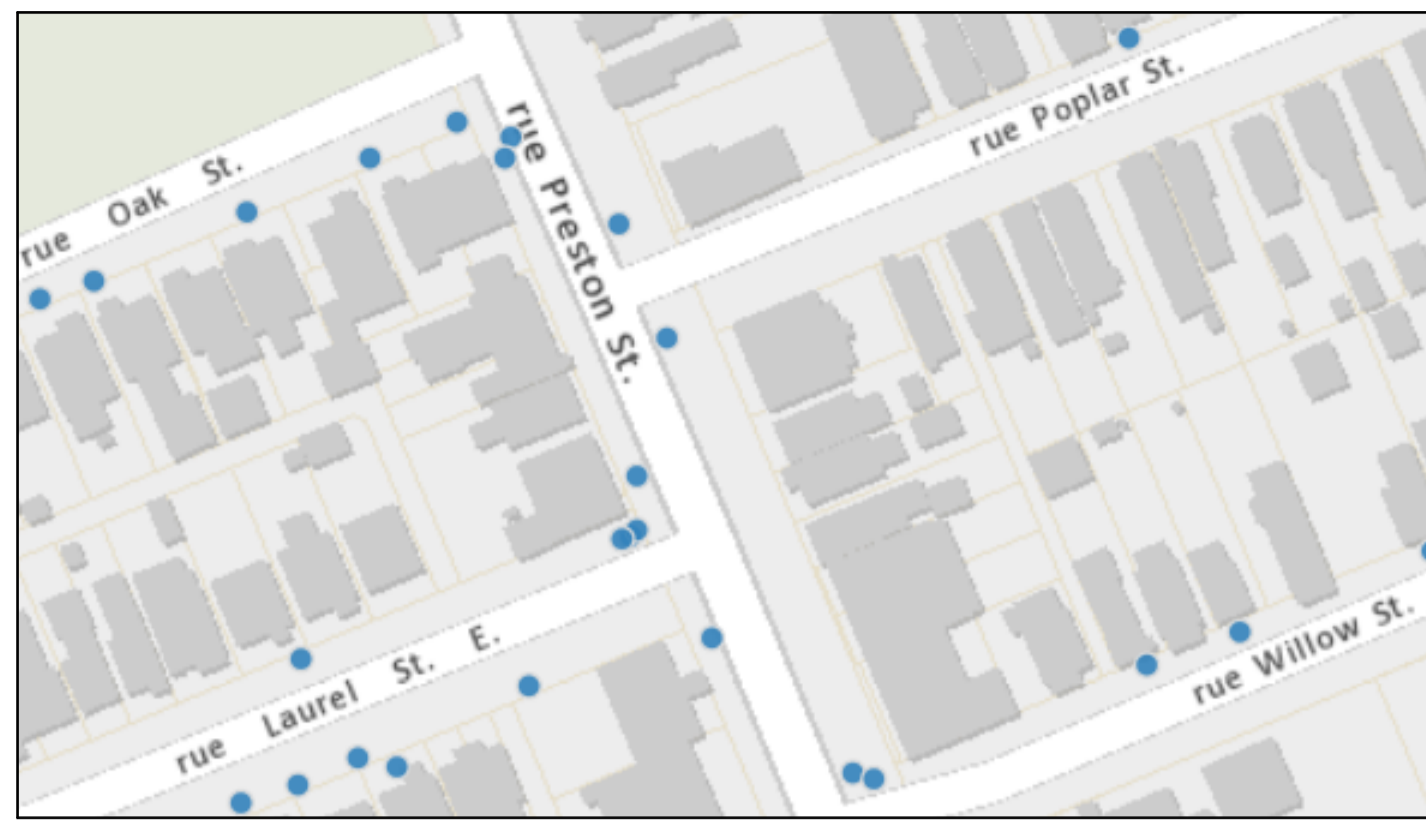 rue Oak St.
rue Preston St.
rue Poplar St.
rue Laurel St. E.
rue Willow St.